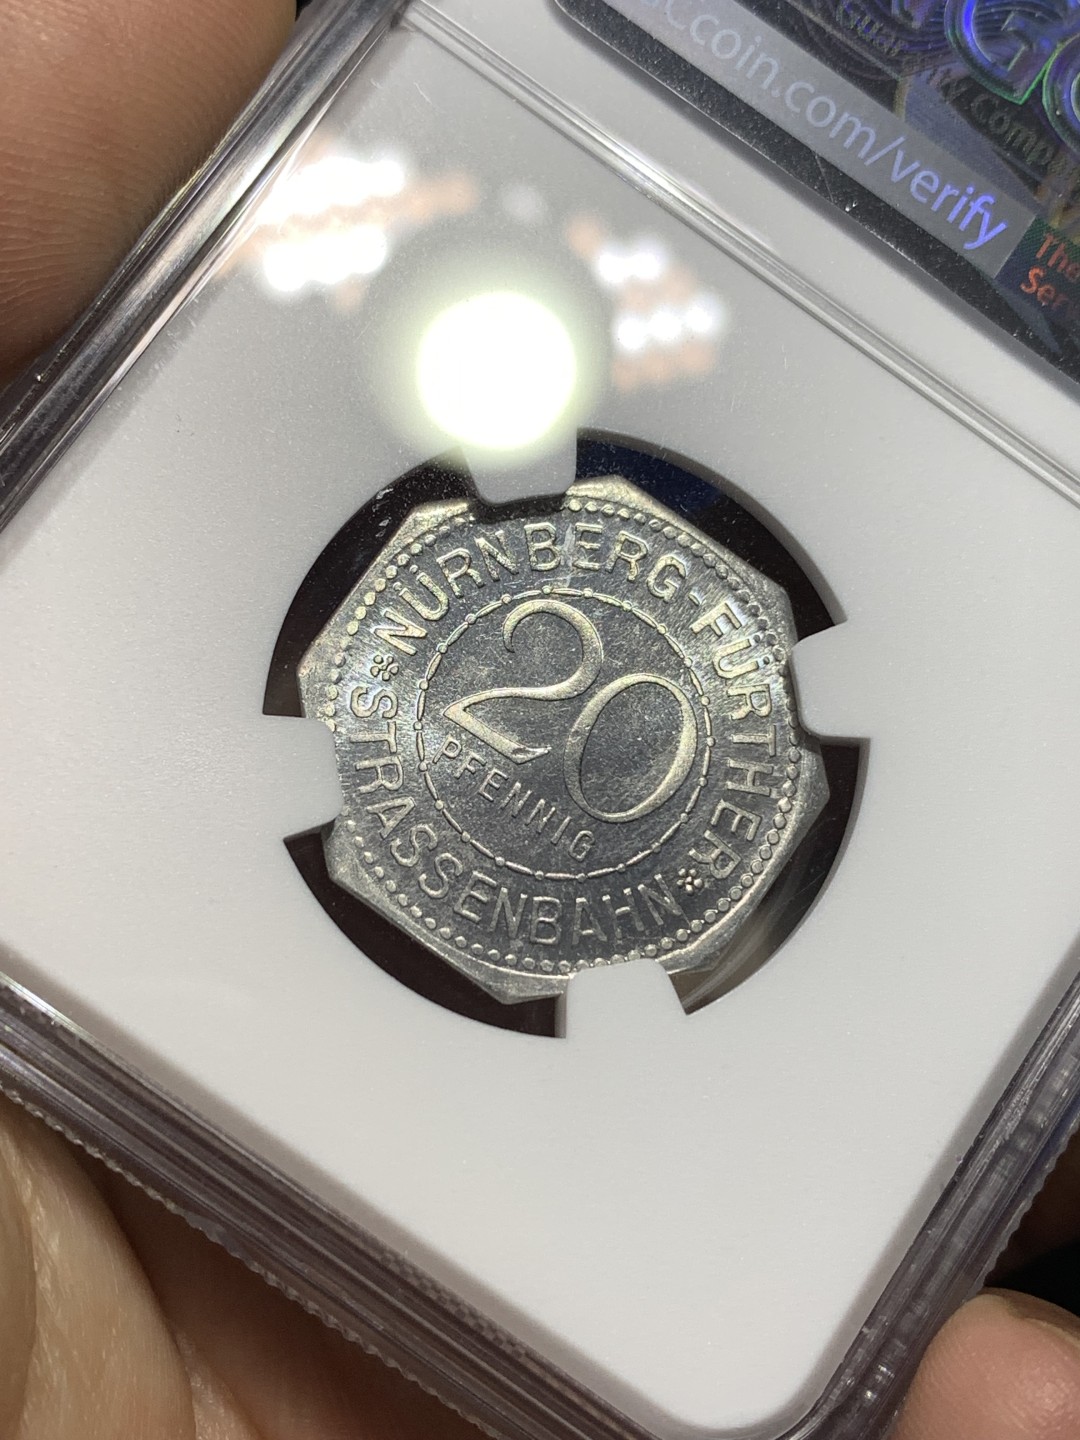 Ccoin.com/verify
NÜRNBERG-FÜRTHER
20
PFENNIG
STRASSENBAHN